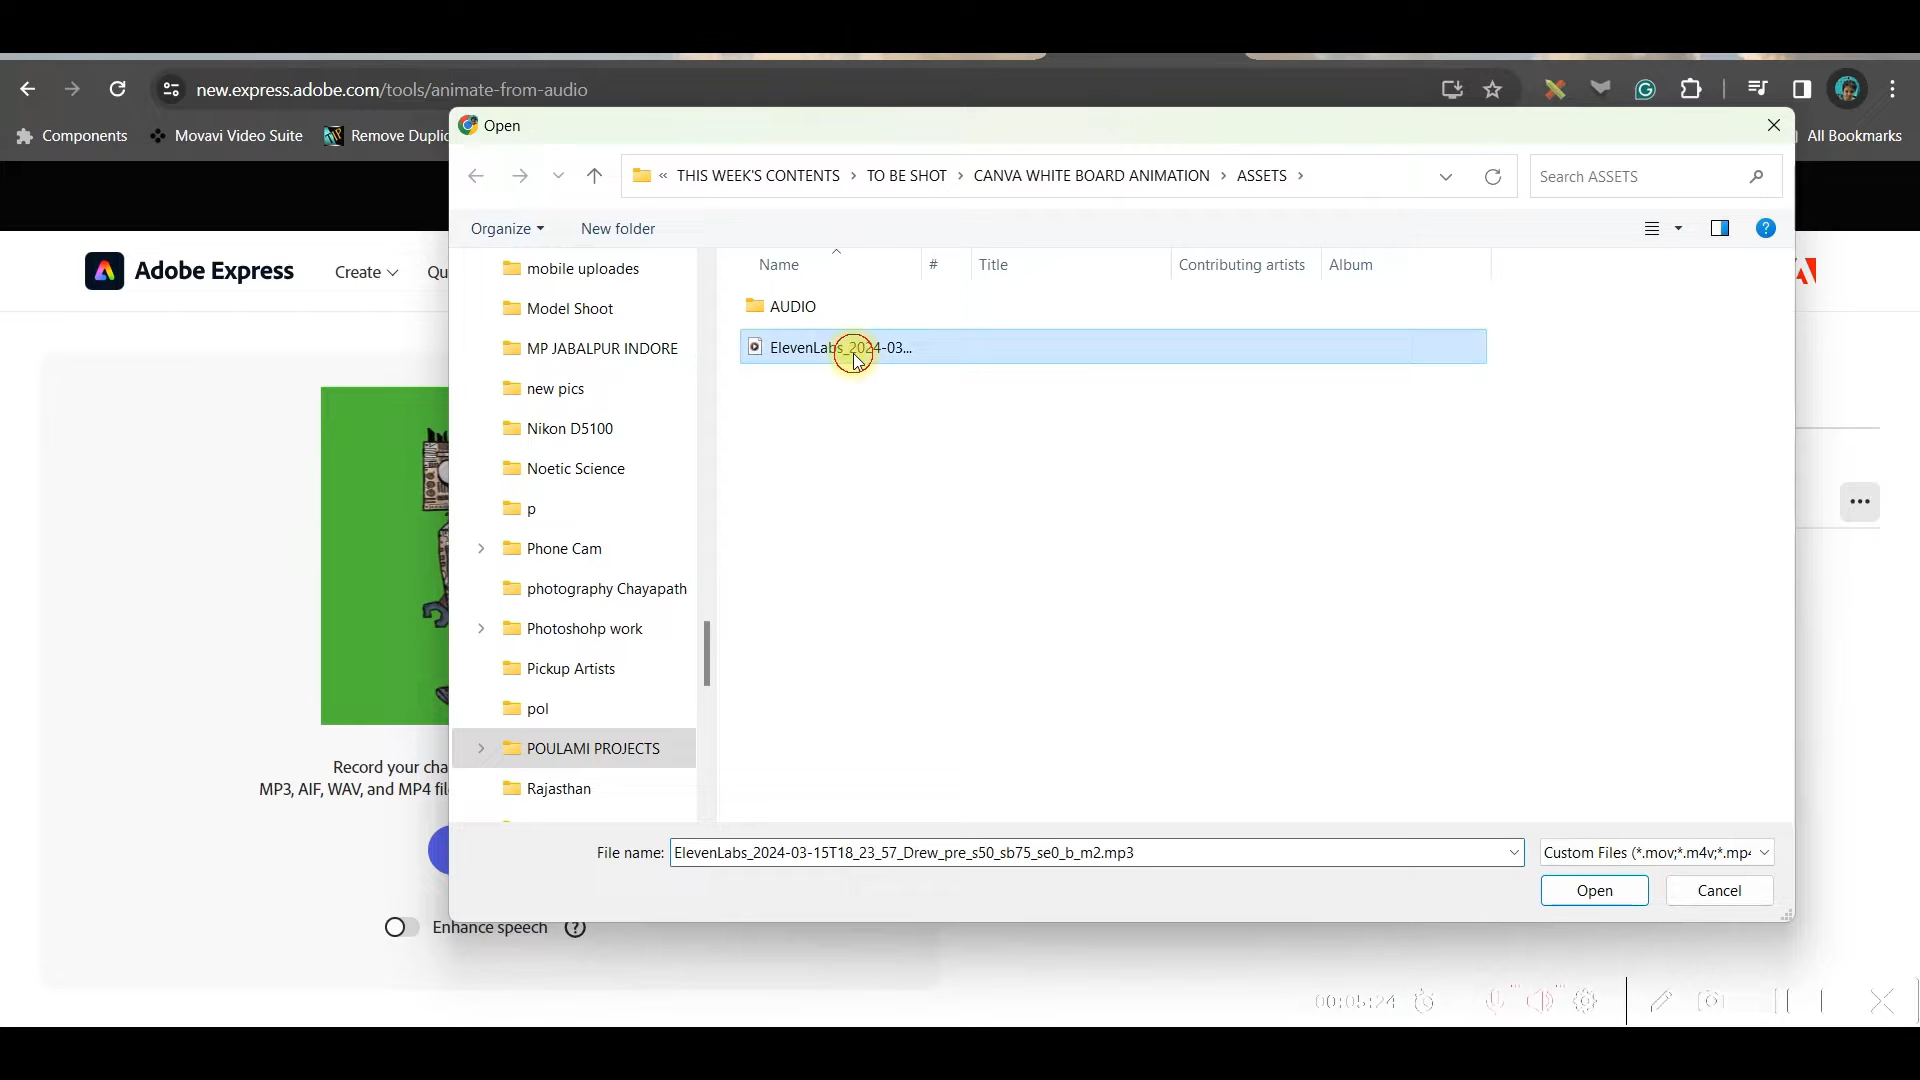 new.express.adobe.com/tools/animate-from-audio
Components
Movavi Video Suite
Remove Duplic
All Bookmarks
Open
« THIS WEEK'S CONTENTS > TO BE SHOT > CANVA WHITE BOARD ANIMATION > ASSETS >
Search ASSETS
Organize
New folder
Adobe Express
Create
Qu
Name
#
Title
Contributing artists
Album
AUDIO
ElevenLabs_2024-03...
mobile uploades
Model Shoot
MP JABALPUR INDORE
new pics
Nikon D5100
Noetic Science
p
Phone Cam
photography Chayapath
Photoshohp work
Pickup Artists
pol
POULAMI PROJECTS
Rajasthan
Record your cha
MP3, AIF, WAV, and MP4 fil
File name: ElevenLabs_2024-03-15T18_23_57_Drew_pre_s50_sb75_se0_b_m2.mp3
Custom Files (*.mov;*.m4v;*.mp4
Open
Cancel
Enhance speech
00:05:24